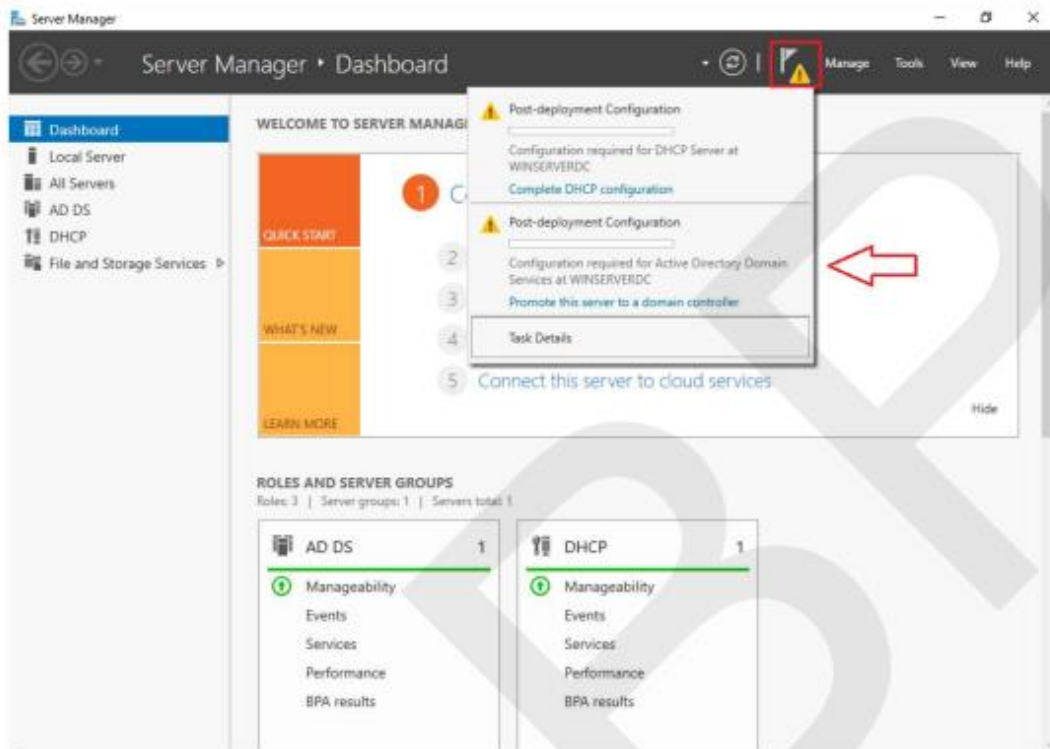 Server Manager
Server Manager • Dashboard
Manage Tools View Help
Dashboard
Local Server
All Servers
AD DS
DHCP
File and Storage Services
WELCOME TO SERVER MANAG
Post-deployment Configuration
Configuration required for DHCP Server at
WINSERVERDC
Complete DHCP configuration
Post-deployment Configuration
Configuration required for Active Directory Domain
Services at WINSERVERDC
Promote this server to a domain controller
Task Details
QUICK START
WHAT'S NEW
LEARN MORE
1 Co
2
3
4
5 Connect this server to cloud services
Hide
ROLES AND SERVER GROUPS
Roles: 3 | Server groups: 1 | Servers total: 1
AD DS 1
Manageability
Events
Services
Performance
BPA results
DHCP 1
Manageability
Events
Services
Performance
BPA results
BP